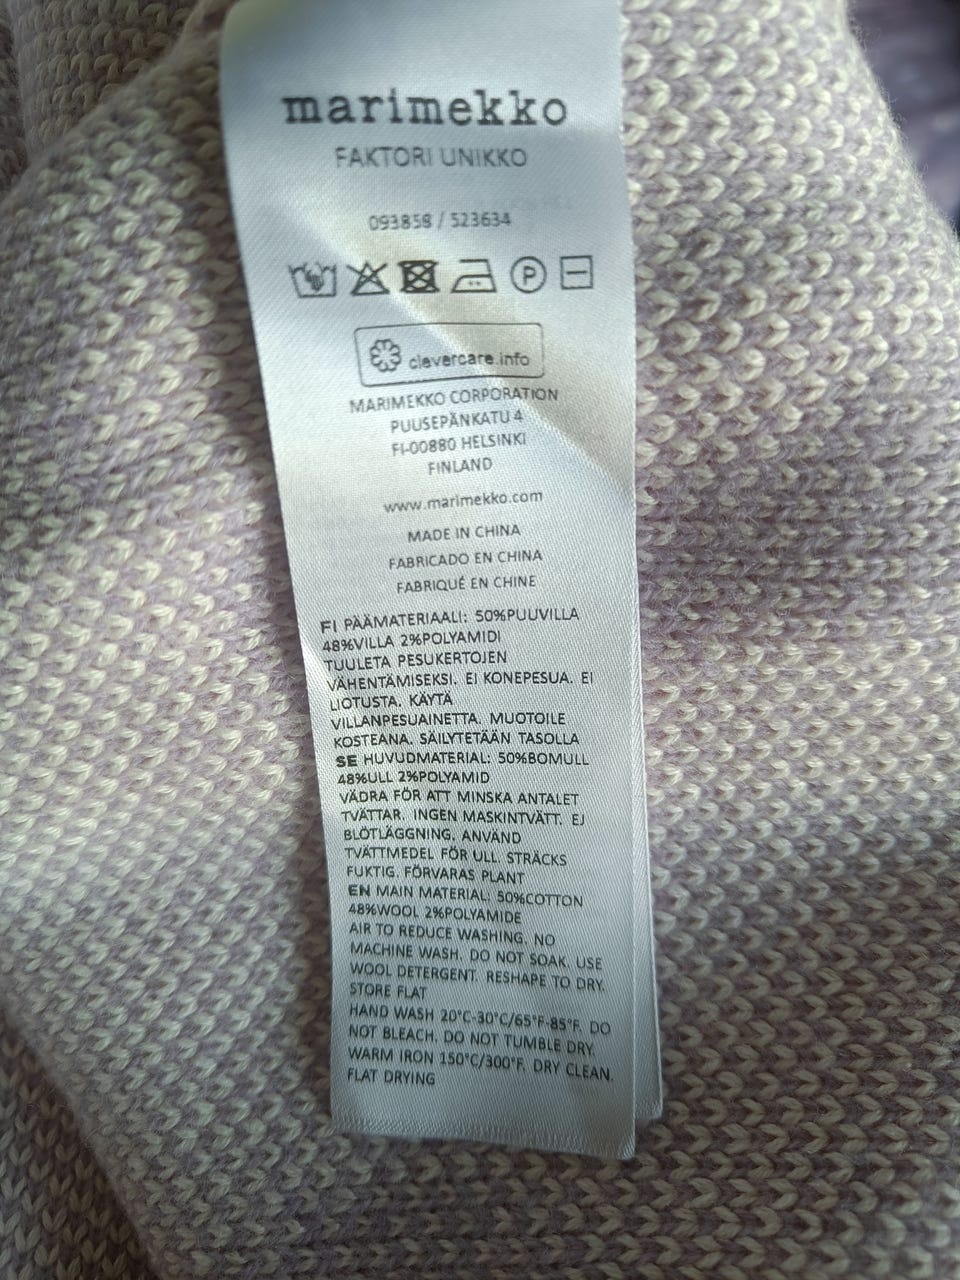 marimekko
FAKTORI UNIKKO
093858 / 523634
P
clevercare.info
MARIMEKKO CORPORATION
PUUSEPÄNKATU 4
FI-00880 HELSINKI
FINLAND
www.marimekko.com
MADE IN CHINA
FABRICADO EN CHINA
FABRIQUÉ EN CHINE
FI PÄÄMATERIAALI: 50%PUUVILLA
48%VILLA 2%POLYAMIDI
TUULETA PESUKERTOJEN
VÄHENTÄMISEKSI. EI KONEPESUA. EI
LIOTUSTA. KÄYTÄ
VILLANPESUAINETTA. MUOTOILE
KOSTEANA. SÄILYTETÄÄN TASOLLA
SE HUVUDMATERIAL: 50%BOMULL
48%ULL 2%POLYAMID
VÄDRA FÖR ATT MINSKA ANTALET
TVÄTTAR. INGEN MASKINTVÄTT. EJ
BLÖTLÄGGNING. ANVÄND
TVÄTTMEDEL FÖR ULL. STRÄCKS
FUKTIG. FÖRVARAS PLANT
EN MAIN MATERIAL: 50%COTTON
48%WOOL 2%POLYAMIDE
AIR TO REDUCE WASHING. NO
MACHINE WASH. DO NOT SOAK. USE
WOOL DETERGENT. RESHAPE TO DRY.
STORE FLAT
HAND WASH 20°C-30°C/65°F-85°F. DO
NOT BLEACH. DO NOT TUMBLE DRY.
WARM IRON 150°C/300°F. DRY CLEAN.
FLAT DRYING